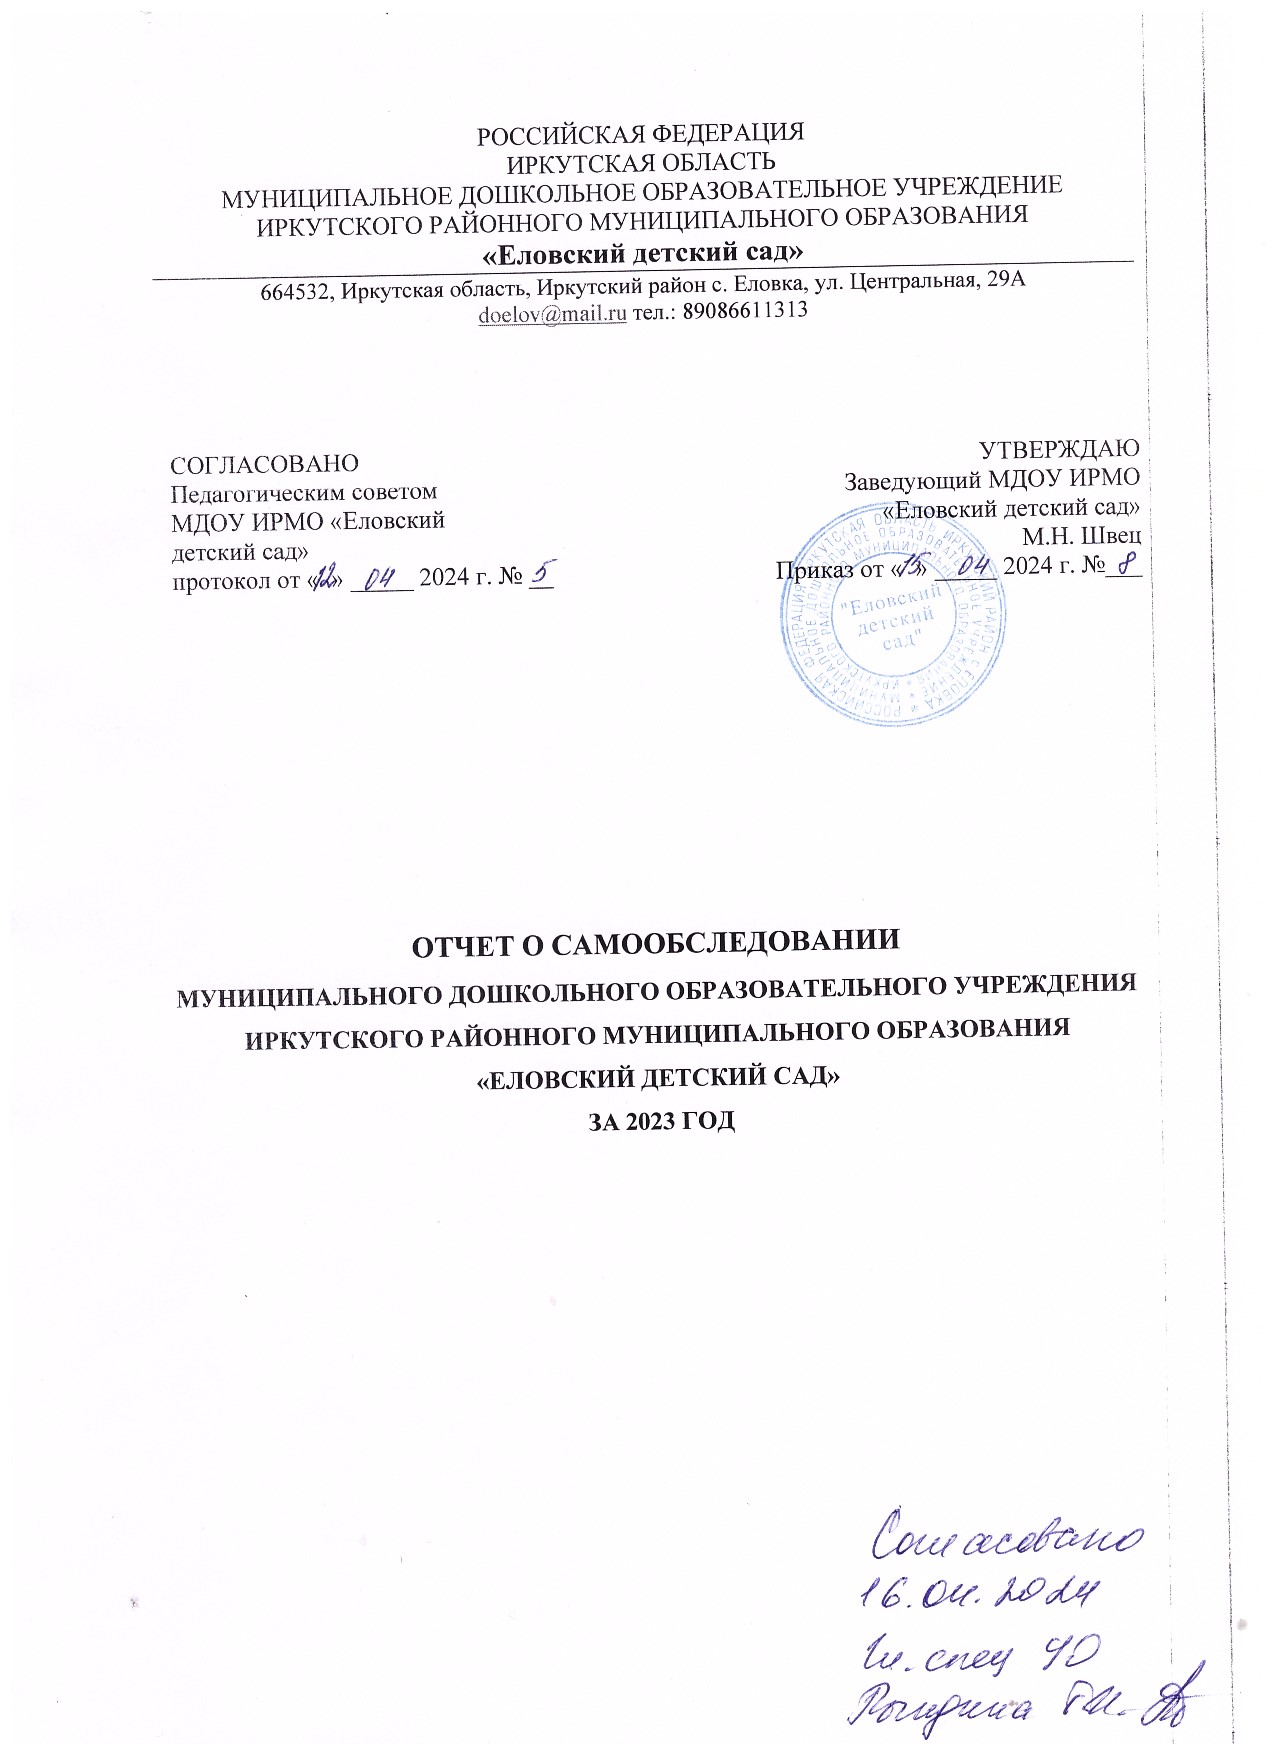 РОССИЙСКАЯ ФЕДЕРАЦИЯ
ИРКУТСКАЯ ОБЛАСТЬ
МУНИЦИПАЛЬНОЕ ДОШКОЛЬНОЕ ОБРАЗОВАТЕЛЬНОЕ УЧРЕЖДЕНИЕ
ИРКУТСКОГО РАЙОННОГО МУНИЦИПАЛЬНОГО ОБРАЗОВАНИЯ
«Еловский детский сад»
664532, Иркутская область, Иркутский район с. Еловка, ул. Центральная, 29А
doelov@mail.ru тел.: 89086611313
СОГЛАСОВАНО
Педагогическим советом
МДОУ ИРМО «Еловский
детский сад»
протокол от «12» 04 2024 г. № 5
УТВЕРЖДАЮ
Заведующий МДОУ ИРМО
«Еловский детский сад»
М.Н. Швец
Приказ от «15» 04 2024 г. № 8
"Еловский
детский
сад"
ОТЧЕТ О САМООБСЛЕДОВАНИИ
МУНИЦИПАЛЬНОГО ДОШКОЛЬНОГО ОБРАЗОВАТЕЛЬНОГО УЧРЕЖДЕНИЯ
ИРКУТСКОГО РАЙОННОГО МУНИЦИПАЛЬНОГО ОБРАЗОВАНИЯ
«ЕЛОВСКИЙ ДЕТСКИЙ САД»
ЗА 2023 ГОД
Согласовано
16.04.2024
Гл. спец УО